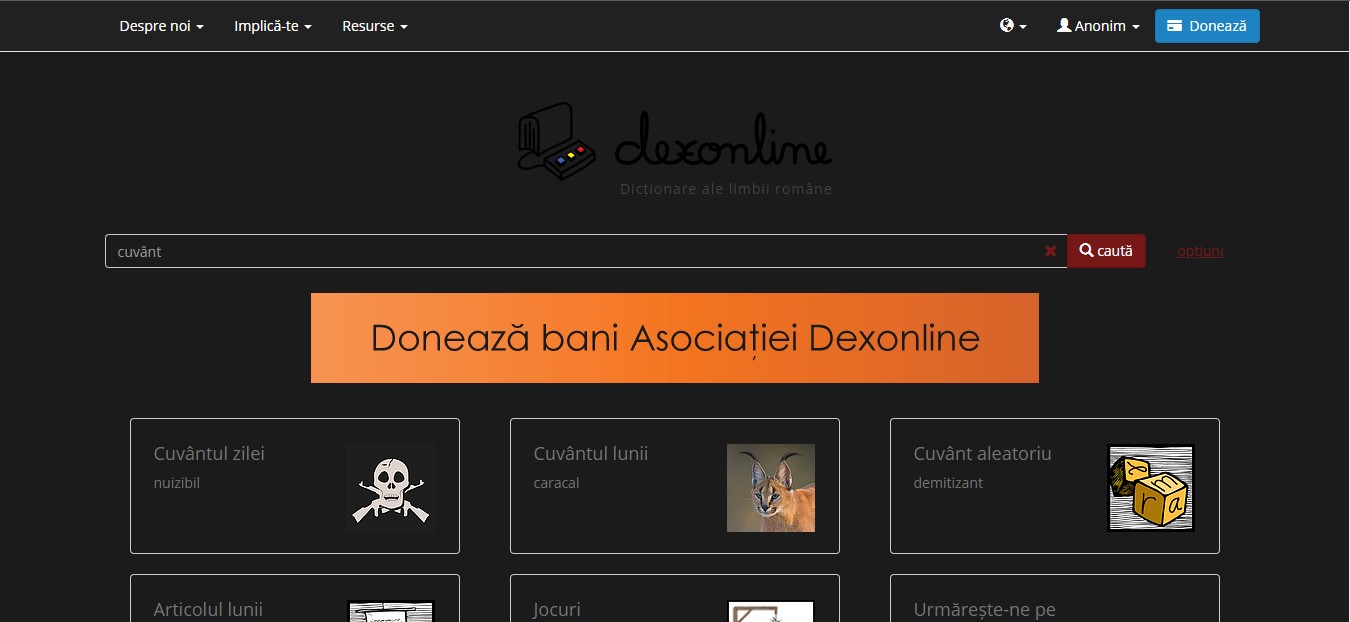 Despre noi Implică-te Resurse Anonim Donează
dexonline
Dicționare ale limbii române
cuvânt caută opțiuni
Donează bani Asociației Dexonline
Cuvântul zilei
nuizibil
Cuvântul lunii
caracal
Cuvânt aleatoriu
demitizant
Articolul lunii
Jocuri
Urmărește-ne pe